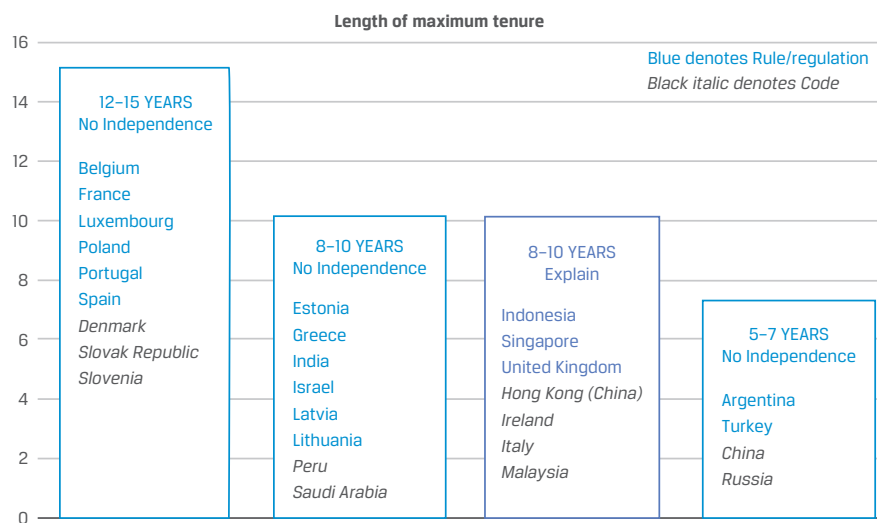 Length of maximum tenure
16
14
12
10
8
6
4
2
0
Blue denotes Rule/regulation
Black italic denotes Code
12–15 YEARS
No Independence
Belgium
France
Luxembourg
Poland
Portugal
Spain
Denmark
Slovak Republic
Slovenia
8–10 YEARS
No Independence
Estonia
Greece
India
Israel
Latvia
Lithuania
Peru
Saudi Arabia
8–10 YEARS
Explain
Indonesia
Singapore
United Kingdom
Hong Kong (China)
Ireland
Italy
Malaysia
5–7 YEARS
No Independence
Argentina
Turkey
China
Russia